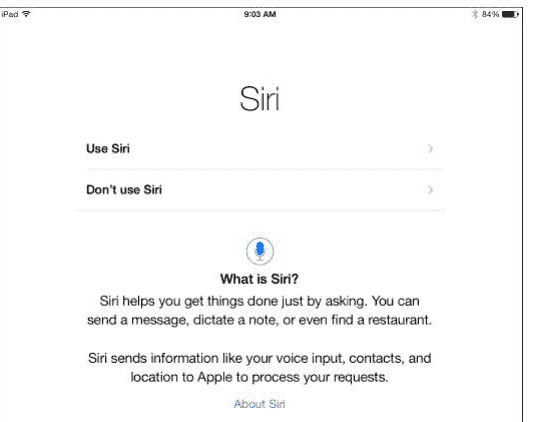 iPad 9:03 AM 84%
Siri
Use Siri
Don't use Siri
What is Siri?
Siri helps you get things done just by asking. You can
send a message, dictate a note, or even find a restaurant.
Siri sends information like your voice input, contacts, and
location to Apple to process your requests.
About Siri